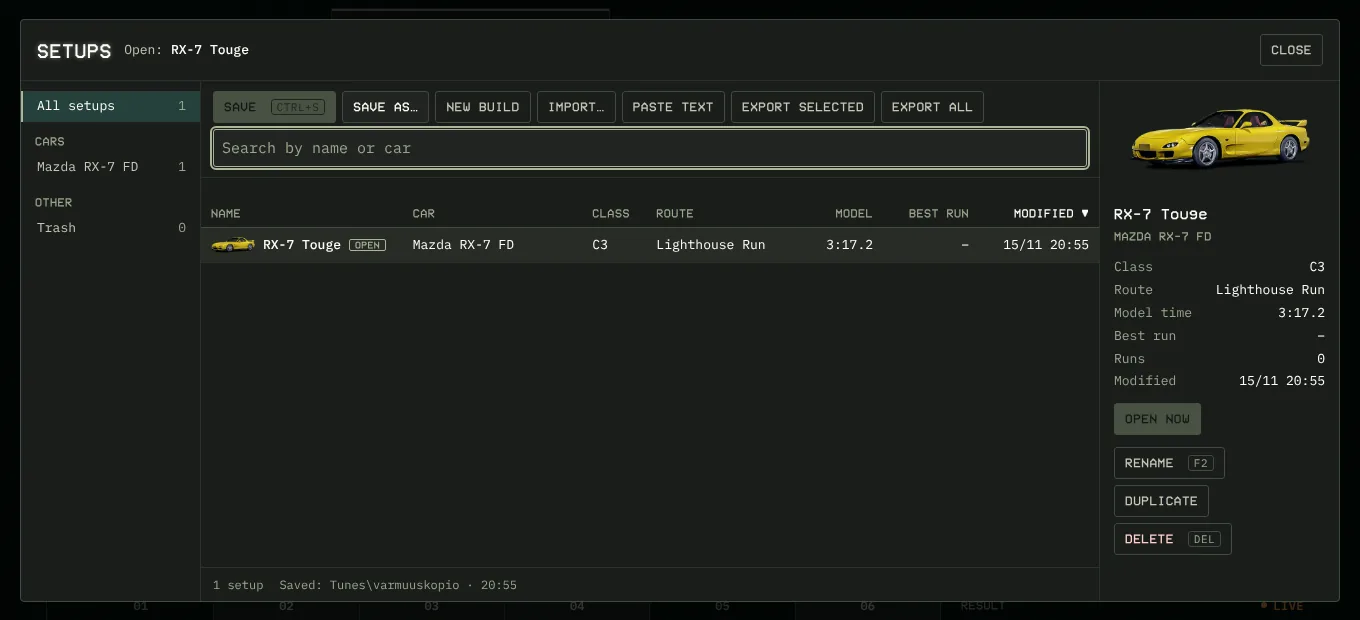 SETUPS Open: RX-7 Touge CLOSE
All setups 1
CARS
Mazda RX-7 FD 1
OTHER
Trash 0
SAVE CTRL+S SAVE AS… NEW BUILD IMPORT… PASTE TEXT EXPORT SELECTED EXPORT ALL
Search by name or car
NAME CAR CLASS ROUTE MODEL BEST RUN MODIFIED ▼
RX-7 Touge OPEN Mazda RX-7 FD C3 Lighthouse Run 3:17.2 – 15/11 20:55
1 setup Saved: Tunes\varmuuskopio · 20:55
RX-7 Touge
MAZDA RX-7 FD
Class C3
Route Lighthouse Run
Model time 3:17.2
Best run –
Runs 0
Modified 15/11 20:55
OPEN NOW
RENAME F2
DUPLICATE
DELETE DEL
01 02 03 04 05 06 RESULT LIVE